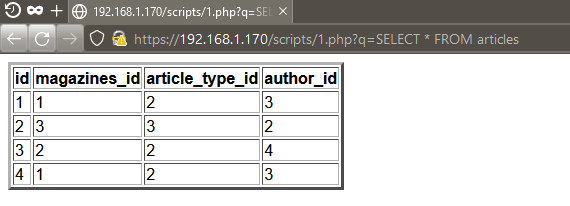 192.168.1.170/scripts/1.php?q=SEL
https://192.168.1.170/scripts/1.php?q=SELECT * FROM articles
id magazines_id article_type_id author_id
1 1 2 3
2 3 3 2
3 2 2 4
4 1 2 3